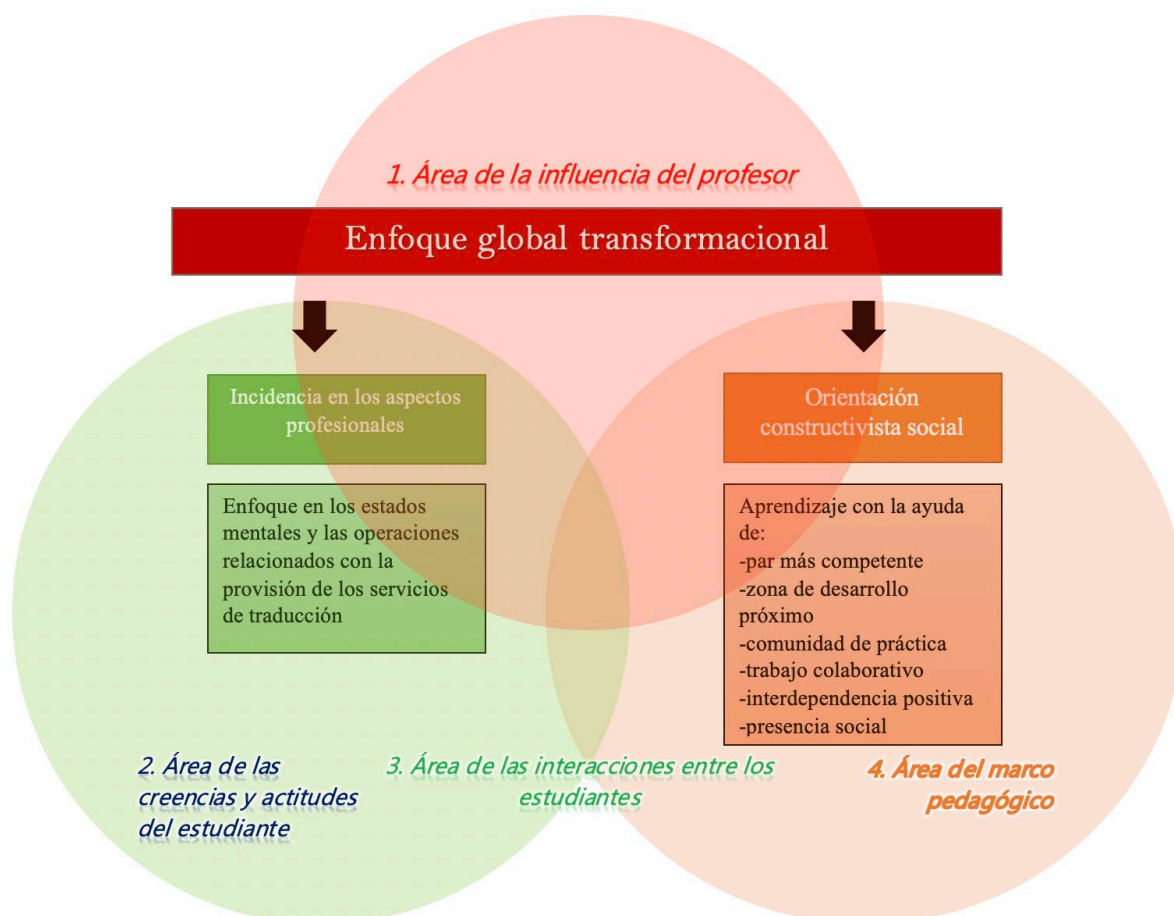 1. Área de la influencia del profesor
Enfoque global transformacional
Incidencia en los aspectos
profesionales
Enfoque en los estados
mentales y las operaciones
relacionados con la
provisión de los servicios
de traducción
Orientación
constructivista social
Aprendizaje con la ayuda
de:
-par más competente
-zona de desarrollo
próximo
-comunidad de práctica
-trabajo colaborativo
-interdependencia positiva
-presencia social
2. Área de las
creencias y actitudes
del estudiante
3. Área de las interacciones entre los
estudiantes
4. Área del marco
pedagógico